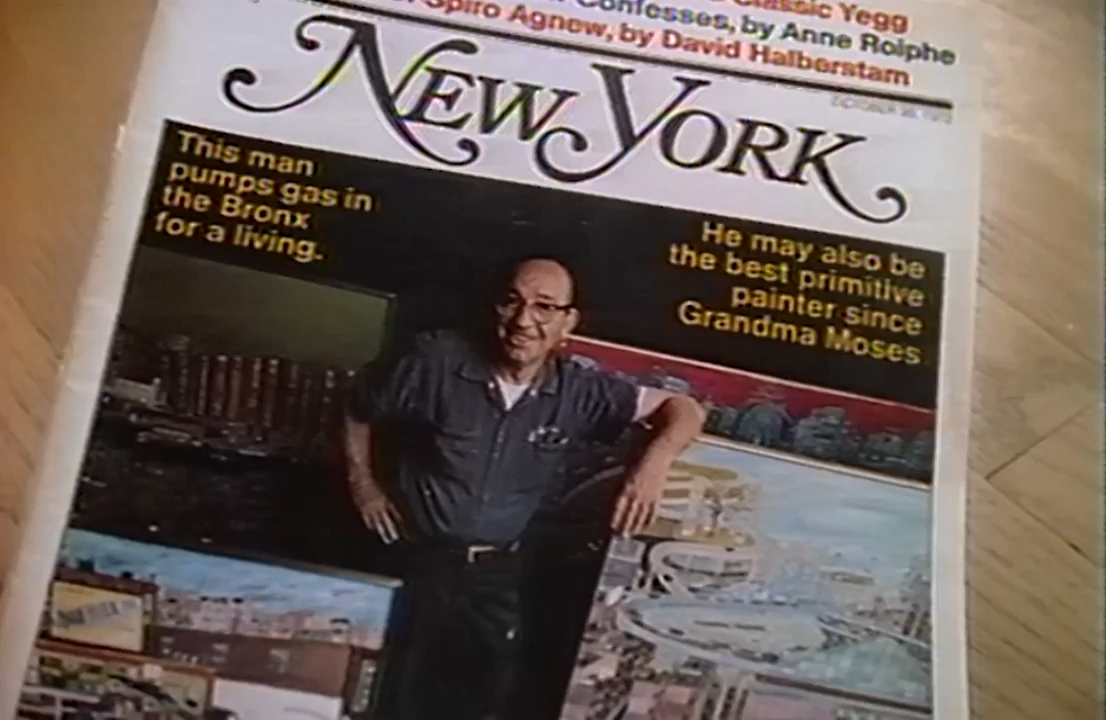 Classic Yegg
Confesses, by Anne Roiphe
Spiro Agnew, by David Halberstam
NEW YORK
This man
pumps gas in
the Bronx
for a living.
He may also be
the best primitive
painter since
Grandma Moses